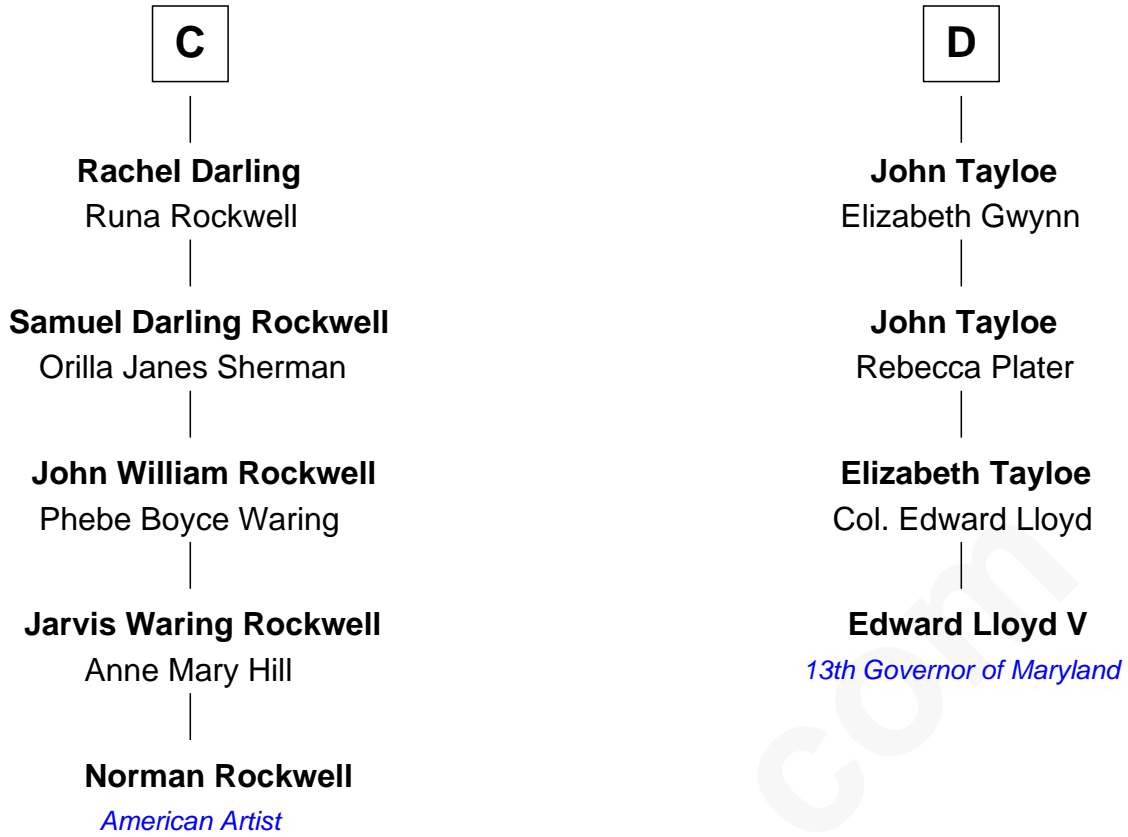 C
Rachel Darling
Runa Rockwell
Samuel Darling Rockwell
Orilla Janes Sherman
John William Rockwell
Phebe Boyce Waring
Jarvis Waring Rockwell
Anne Mary Hill
Norman Rockwell
American Artist
D
John Tayloe
Elizabeth Gwynn
John Tayloe
Rebecca Plater
Elizabeth Tayloe
Col. Edward Lloyd
Edward Lloyd V
13th Governor of Maryland
com